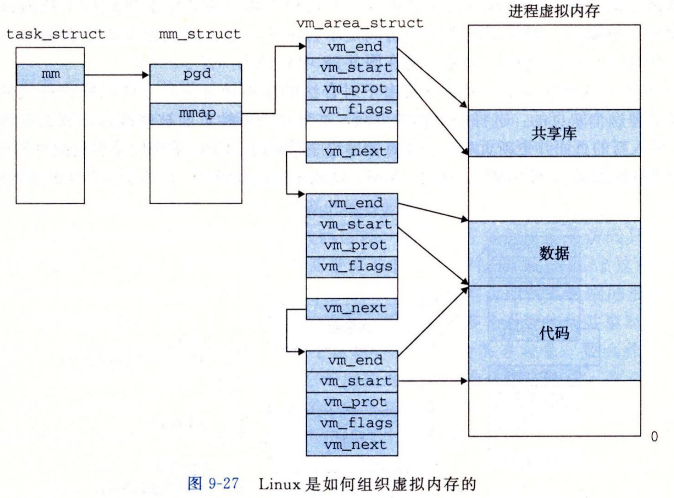 进程虚拟内存
task_struct
mm_struct
vm_area_struct
mm
pgd
mmap
vm_end
vm_start
vm_prot
vm_flags
vm_next
vm_end
vm_start
vm_prot
vm_flags
vm_next
vm_end
vm_start
vm_prot
vm_flags
vm_next
共享库
数据
代码
0
图 9-27 Linux 是如何组织虚拟内存的